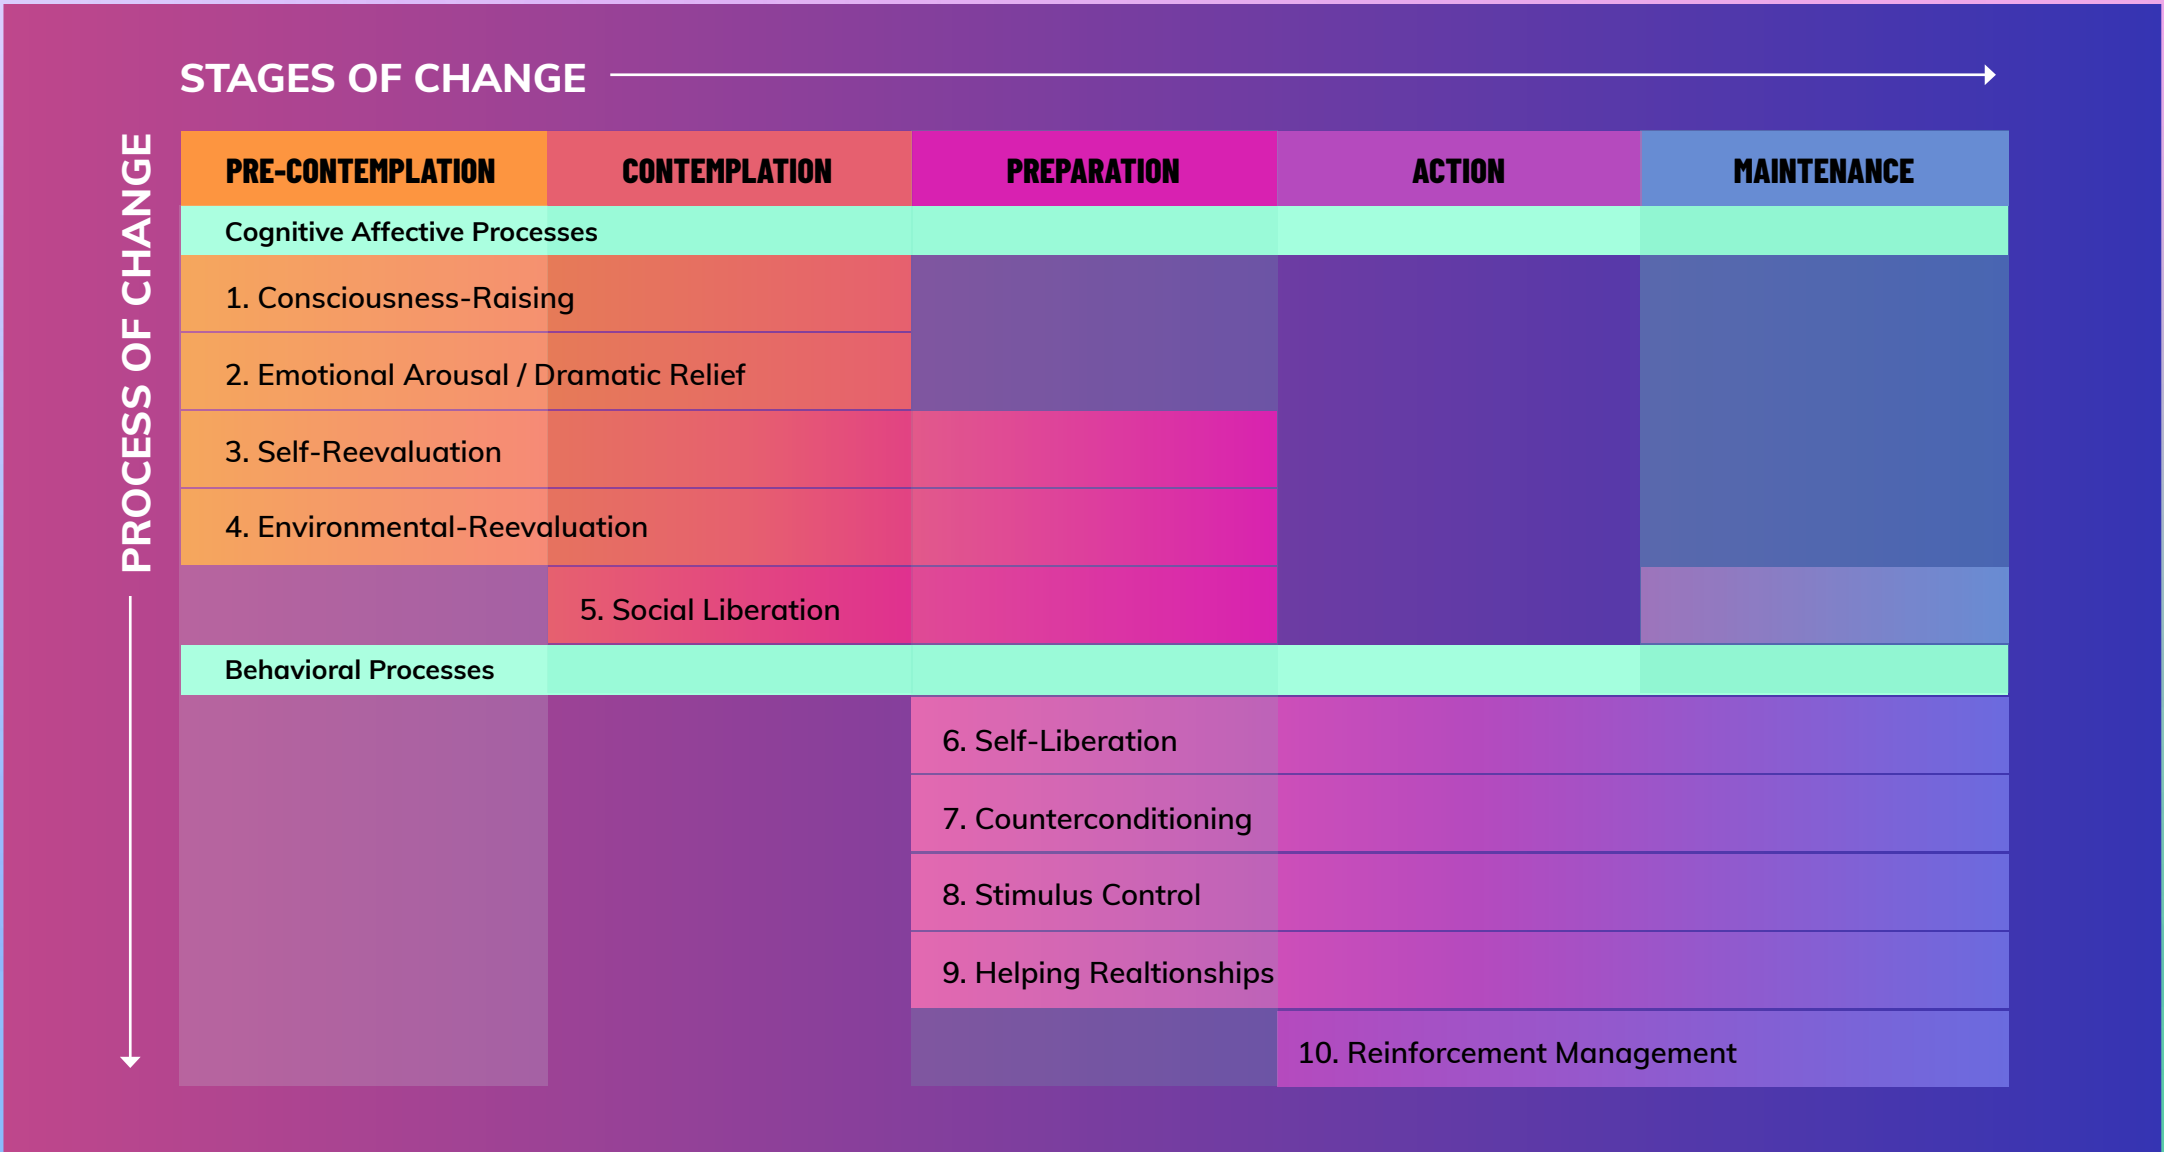 STAGES OF CHANGE
PROCESS OF CHANGE
PRE-CONTEMPLATION
CONTEMPLATION
PREPARATION
ACTION
MAINTENANCE
Cognitive Affective Processes
1. Consciousness-Raising
2. Emotional Arousal / Dramatic Relief
3. Self-Reevaluation
4. Environmental-Reevaluation
5. Social Liberation
Behavioral Processes
6. Self-Liberation
7. Counterconditioning
8. Stimulus Control
9. Helping Realtionships
10. Reinforcement Management